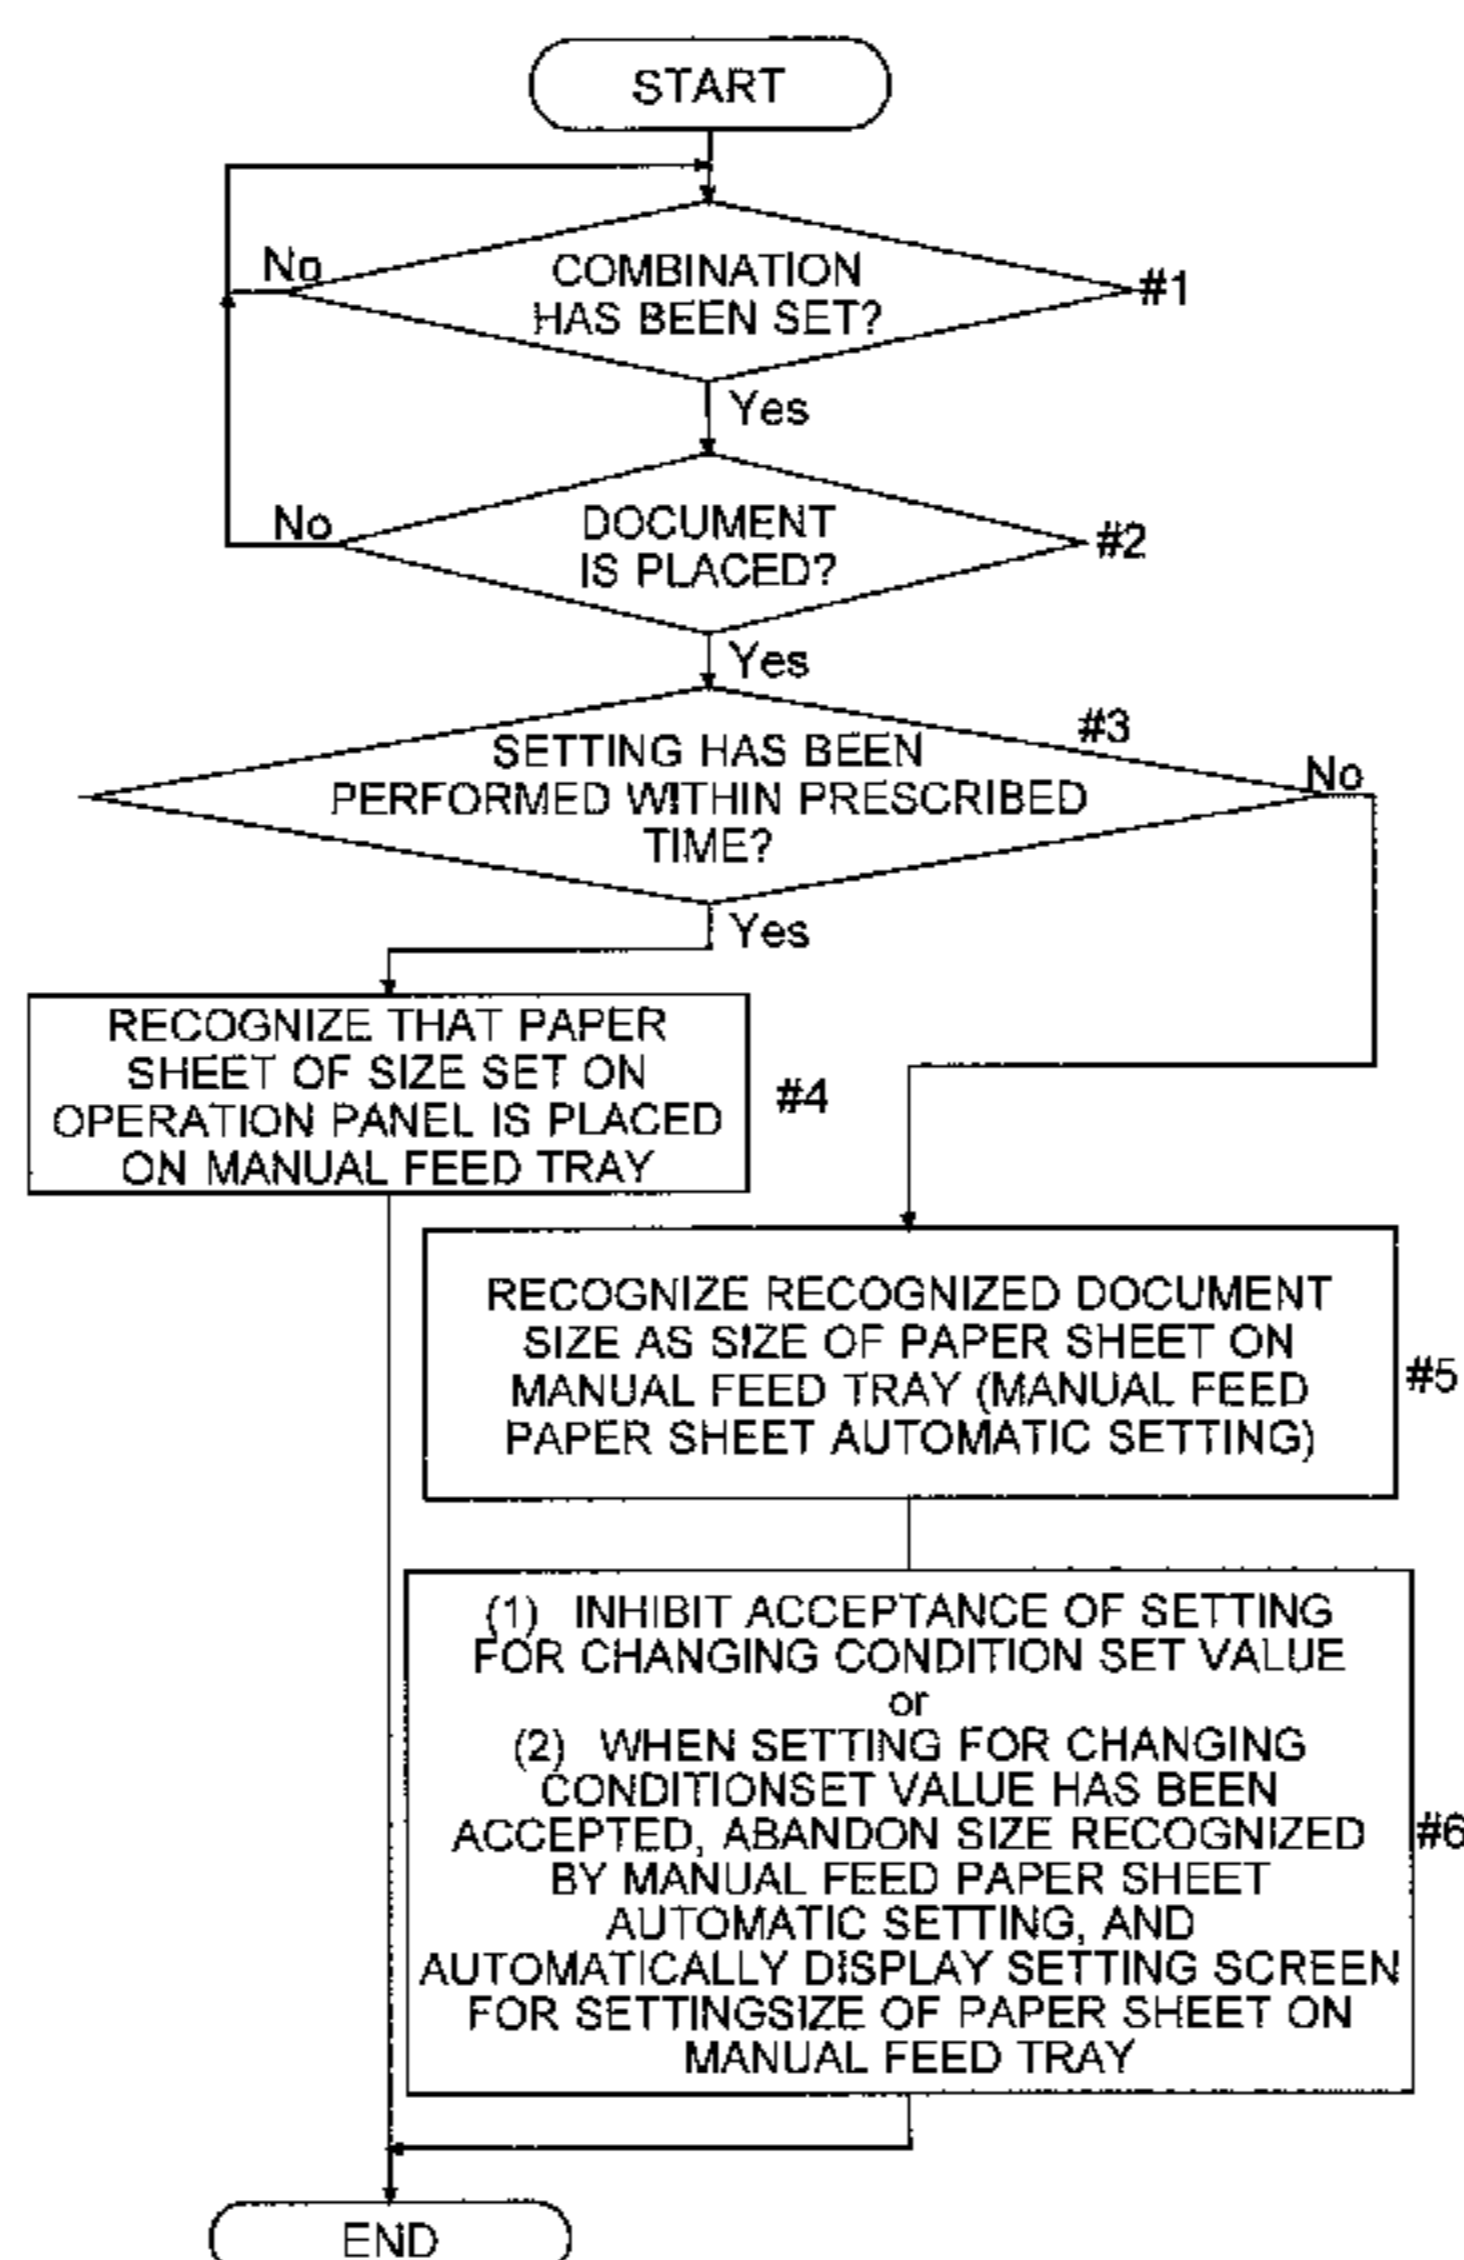 START
No
COMBINATION
HAS BEEN SET?
#1
Yes
No
DOCUMENT
IS PLACED?
#2
Yes
#3
SETTING HAS BEEN
PERFORMED WITHIN PRESCRIBED
TIME?
No
Yes
RECOGNIZE THAT PAPER
SHEET OF SIZE SET ON
OPERATION PANEL IS PLACED
ON MANUAL FEED TRAY
#4
RECOGNIZE RECOGNIZED DOCUMENT
SIZE AS SIZE OF PAPER SHEET ON
MANUAL FEED TRAY (MANUAL FEED
PAPER SHEET AUTOMATIC SETTING)
#5
(1) INHIBIT ACCEPTANCE OF SETTING
FOR CHANGING CONDITION SET VALUE
or
(2) WHEN SETTING FOR CHANGING
CONDITIONSET VALUE HAS BEEN
ACCEPTED, ABANDON SIZE RECOGNIZED
BY MANUAL FEED PAPER SHEET
AUTOMATIC SETTING, AND
AUTOMATICALLY DISPLAY SETTING SCREEN
FOR SETTINGSIZE OF PAPER SHEET ON
MANUAL FEED TRAY
#6
END